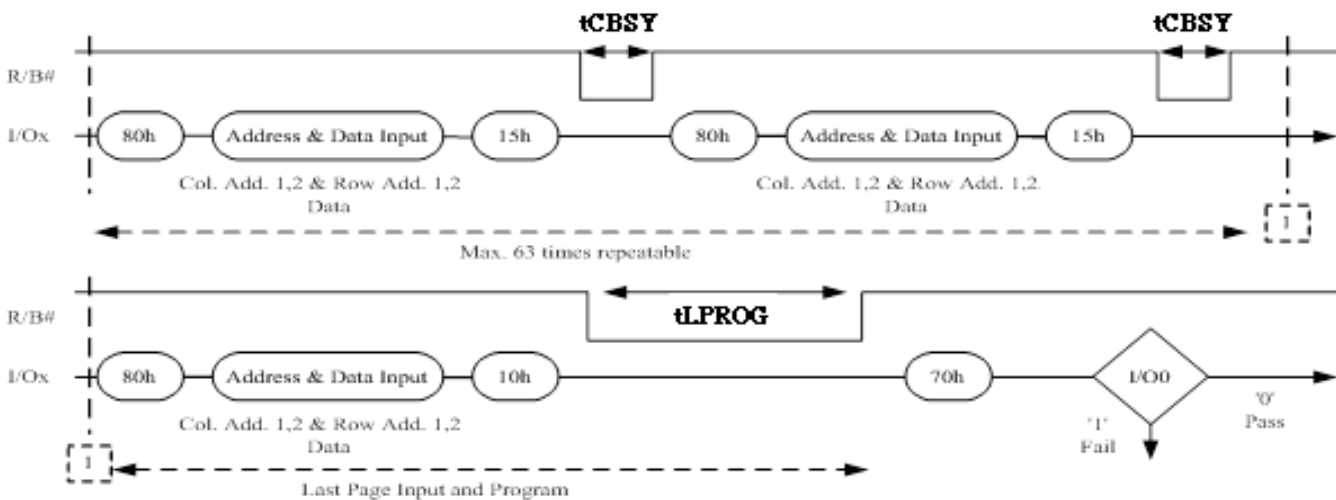 tCBSY tCBSY
R/B#
I/Ox 80h Address & Data Input 15h 80h Address & Data Input 15h
Col. Add. 1,2 & Row Add. 1,2 Col. Add. 1,2 & Row Add. 1,2.
Data Data
1
Max. 63 times repeatable
R/B# tLPROG
I/Ox 80h Address & Data Input 10h 70h I/O0
'0'
Pass
Col. Add. 1,2 & Row Add. 1,2 '1'
Data Fail
1
Last Page Input and Program